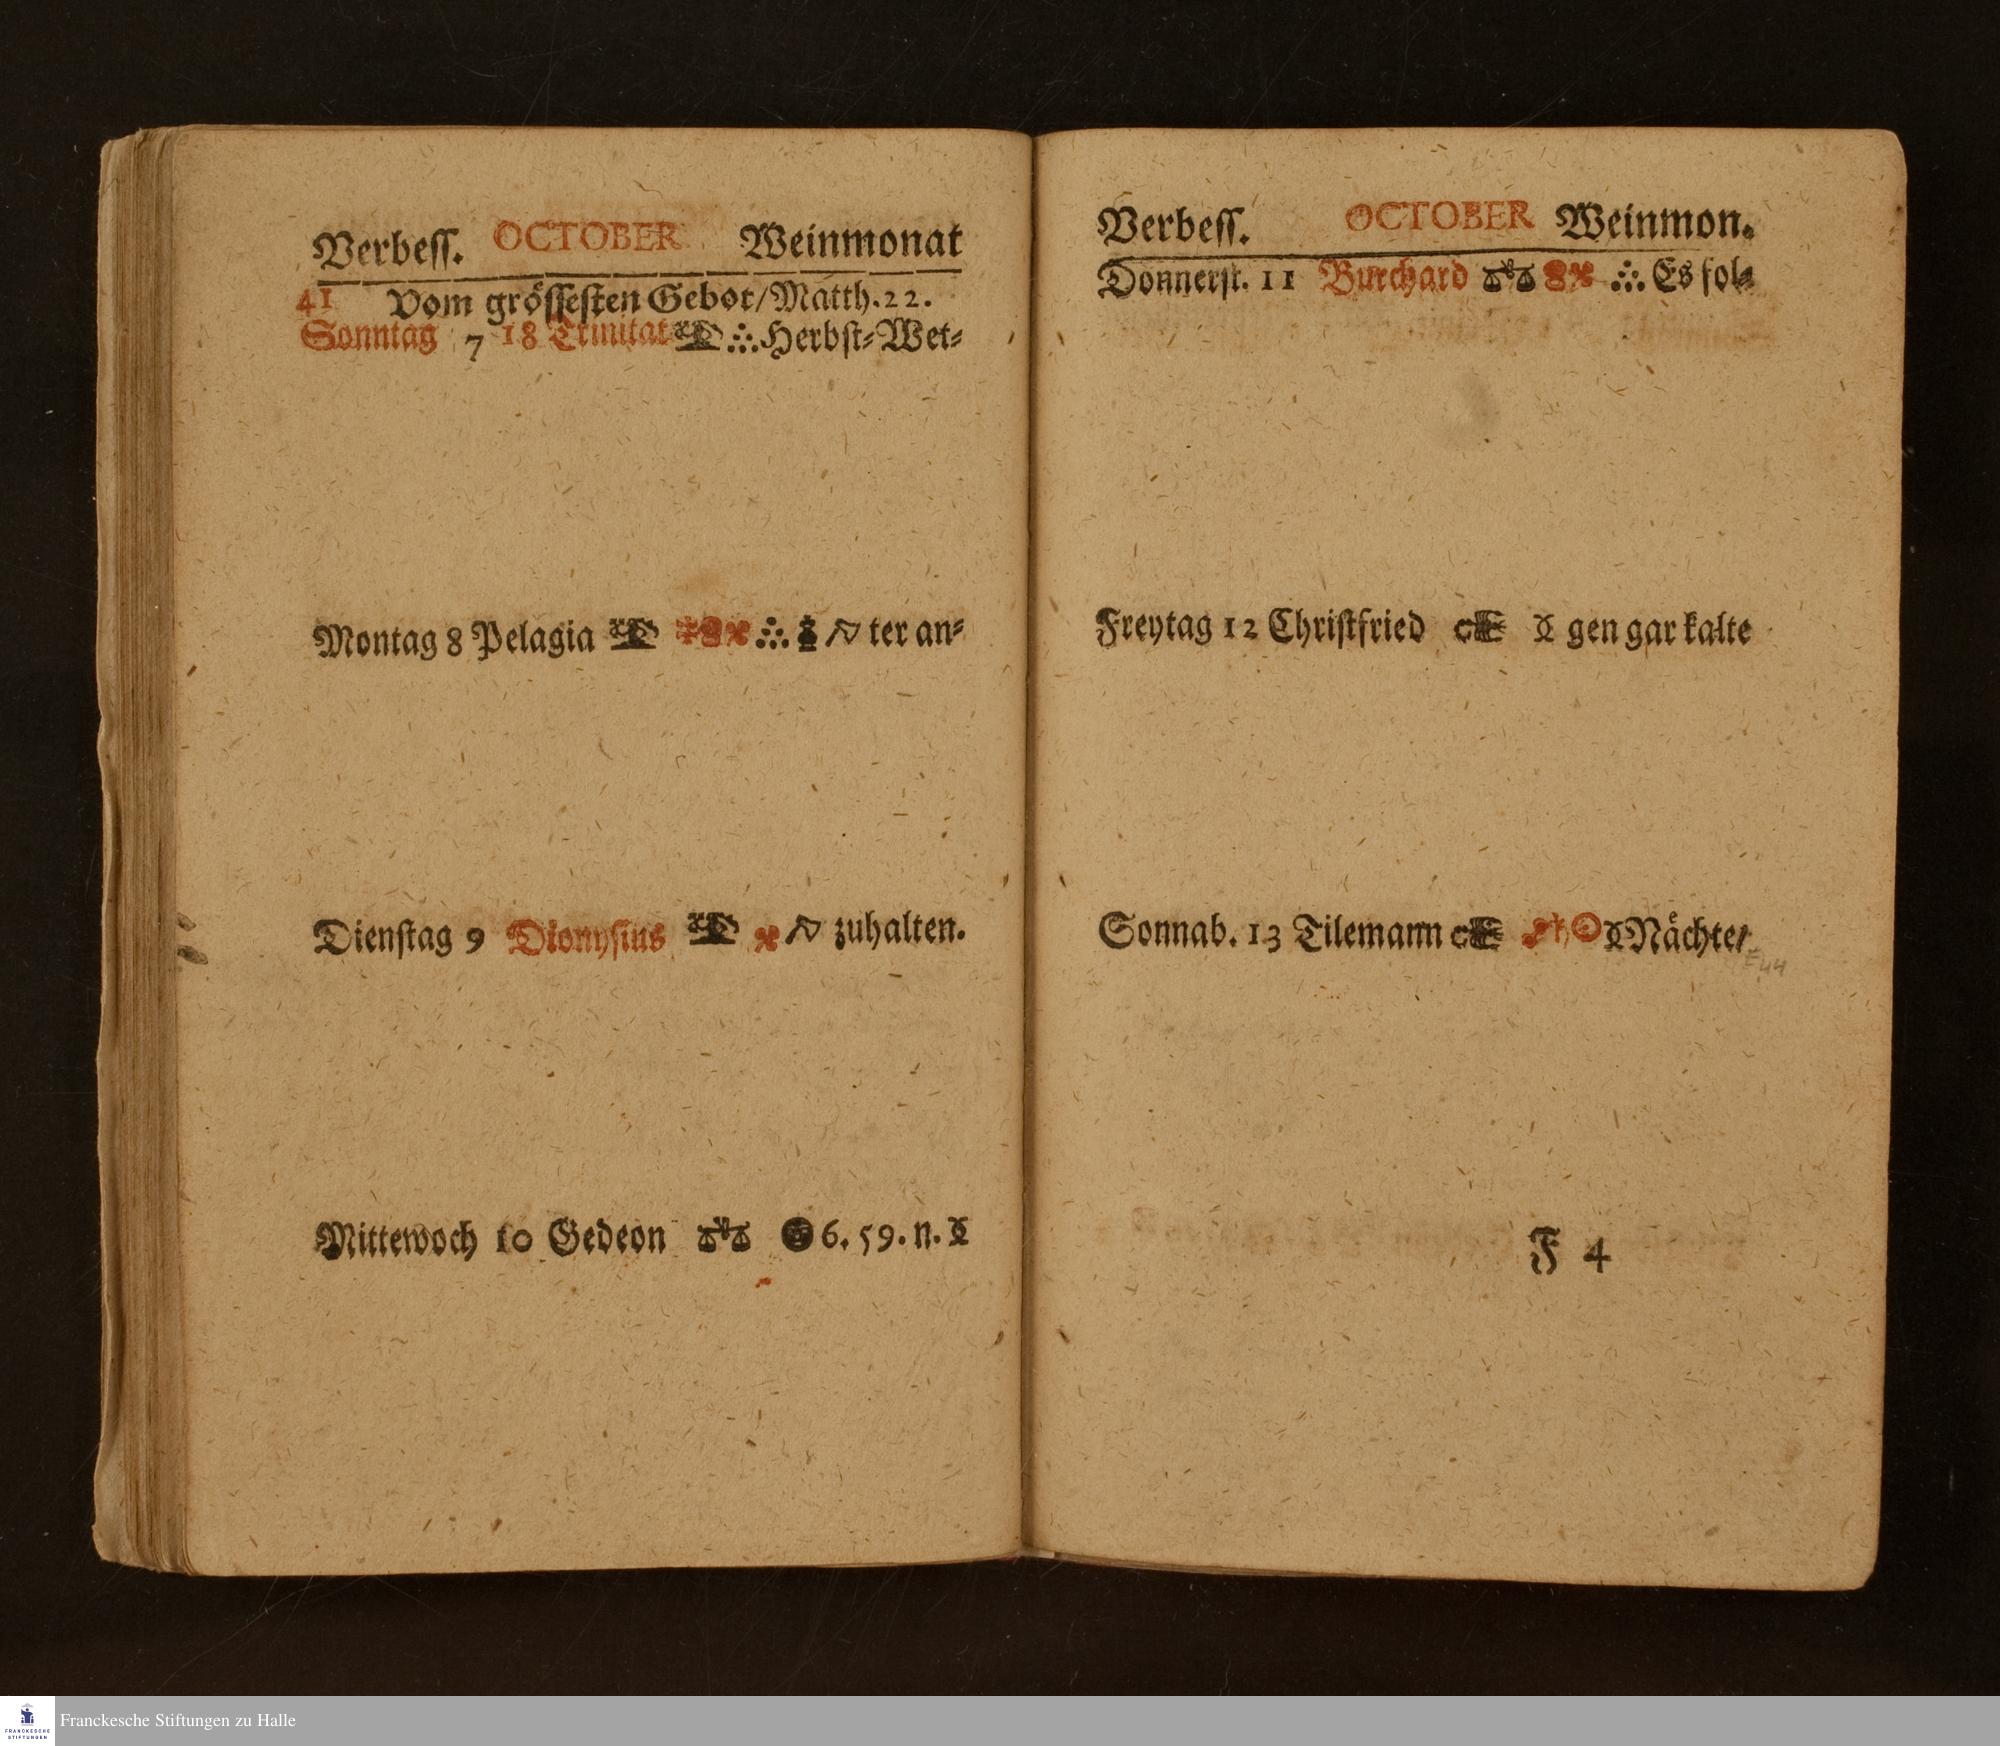 Verbess. OCTOBER Weinmonat
41 Vom grössesten Gebot/Matth. 22.
Sonntag 7 18 Trinitat ∴ Herbst-Wet-
Montag 8 Pelagia ∴ ter an-
Dienstag 9 Dionysius zuhalten.
Mittewoch 10 Gedeon 6. 59. n.
Verbess. OCTOBER Weinmon.
Donnerst. 11 Burchard ∴ Es fol-
Freytag 12 Christfried gen gar kalte
Sonnab. 13 Tilemann ☉ Nächte/
F 4
FRANCKESCHE
STIFTUNGEN
Franckesche Stiftungen zu Halle